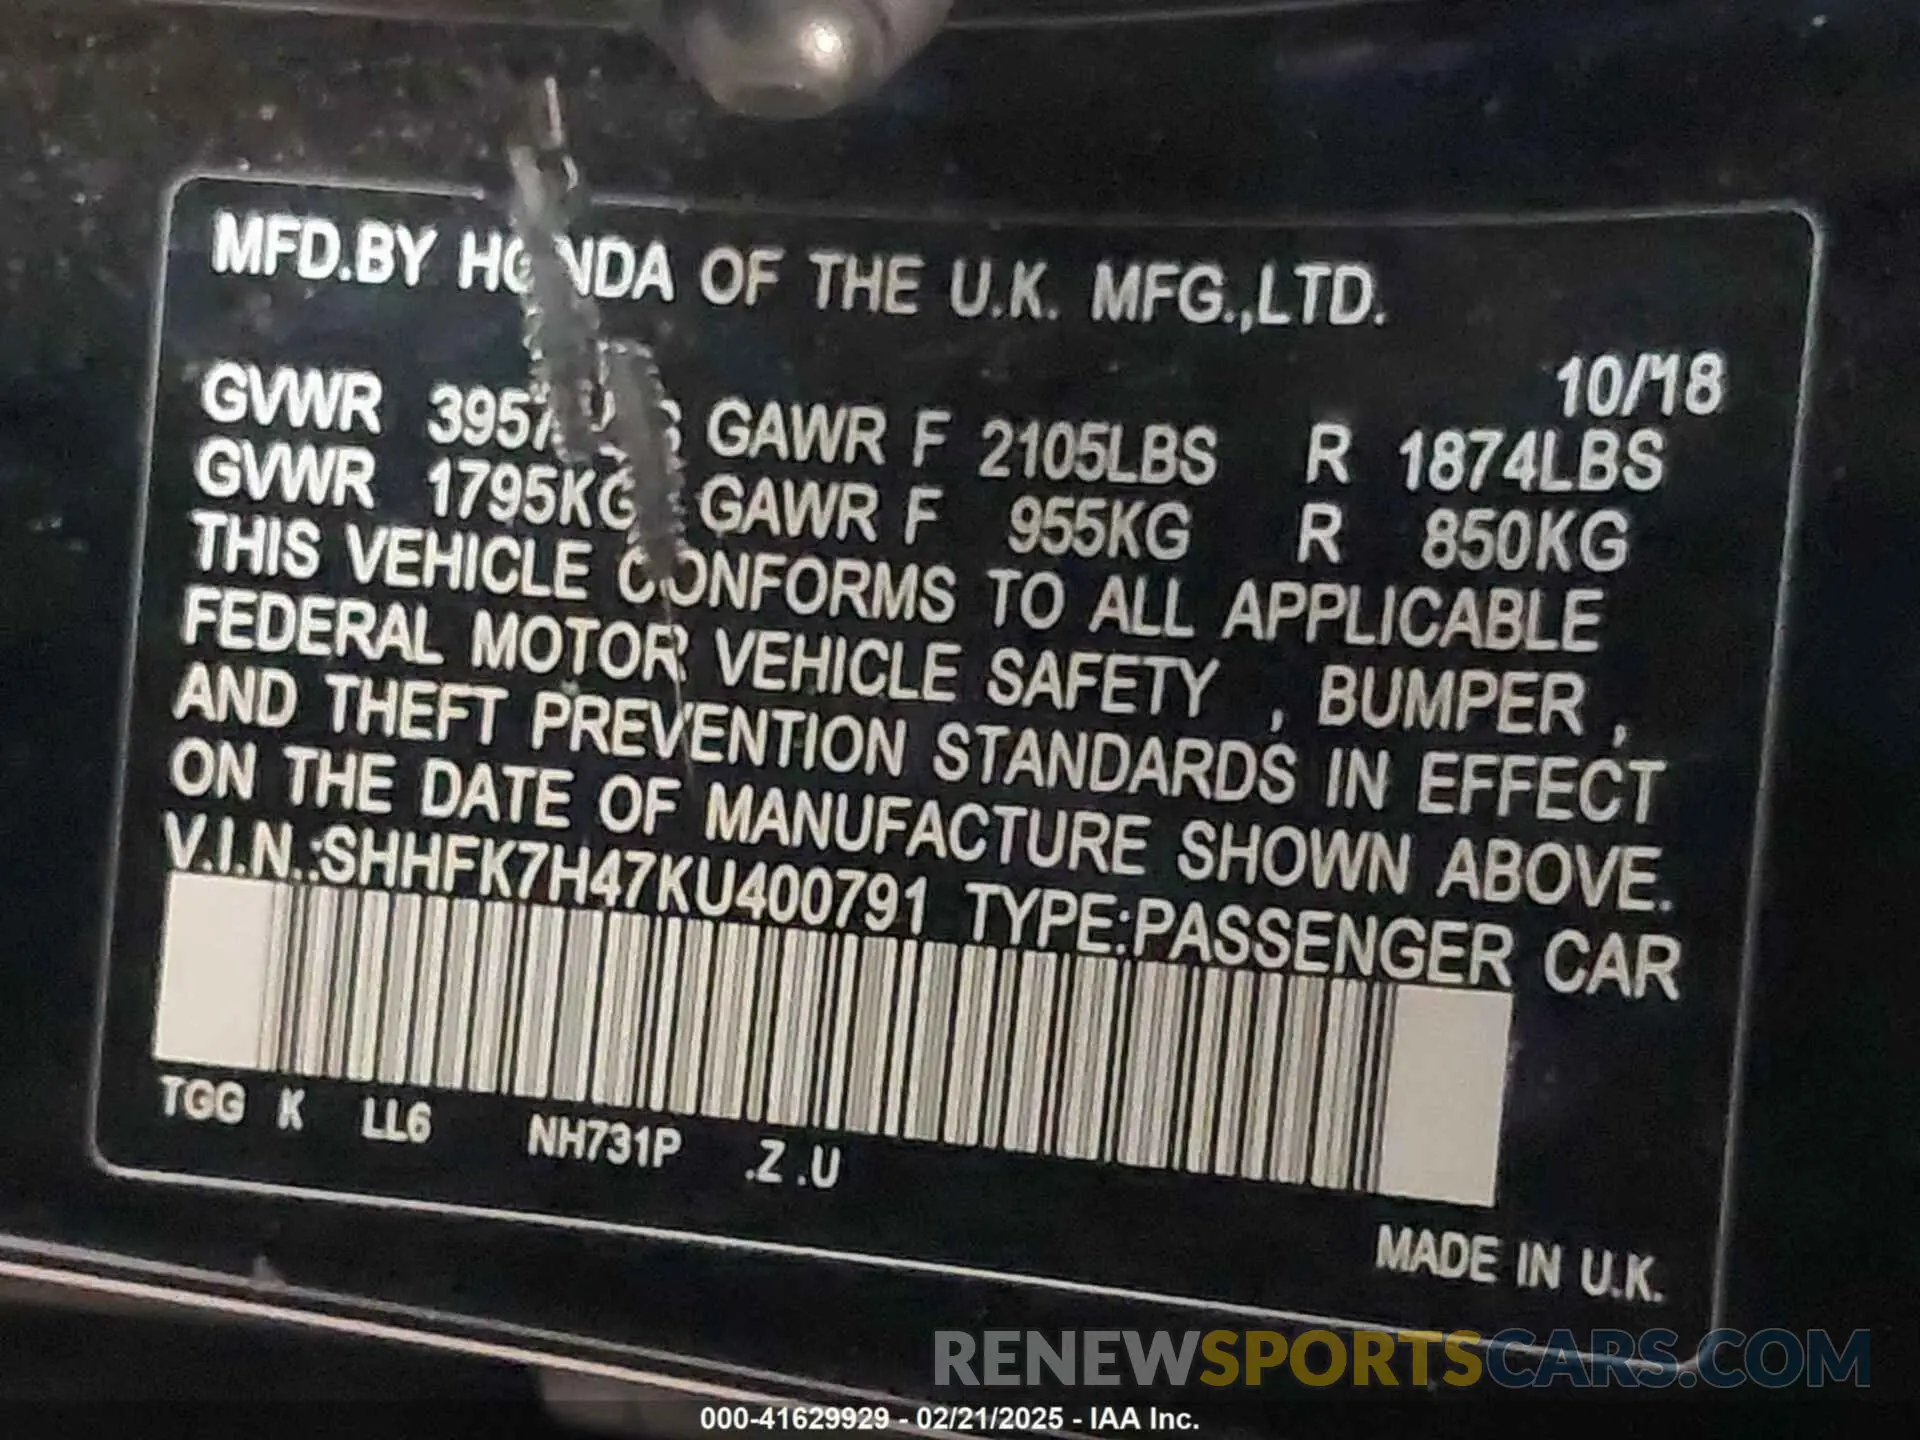 MFD.BY HONDA OF THE U.K. MFG.,LTD.
10/18
GVWR 3957LBS GAWR F 2105LBS R 1874LBS
GVWR 1795KG GAWR F 955KG R 850KG
THIS VEHICLE CONFORMS TO ALL APPLICABLE
FEDERAL MOTOR VEHICLE SAFETY , BUMPER ,
AND THEFT PREVENTION STANDARDS IN EFFECT
ON THE DATE OF MANUFACTURE SHOWN ABOVE.
V.I.N.:SHHFK7H47KU400791 TYPE:PASSENGER CAR
TGG K LL6 NH731P .Z .U
MADE IN U.K.
RENEWSPORTSCARS.COM
000-41629929 - 02/21/2025 - IAA Inc.